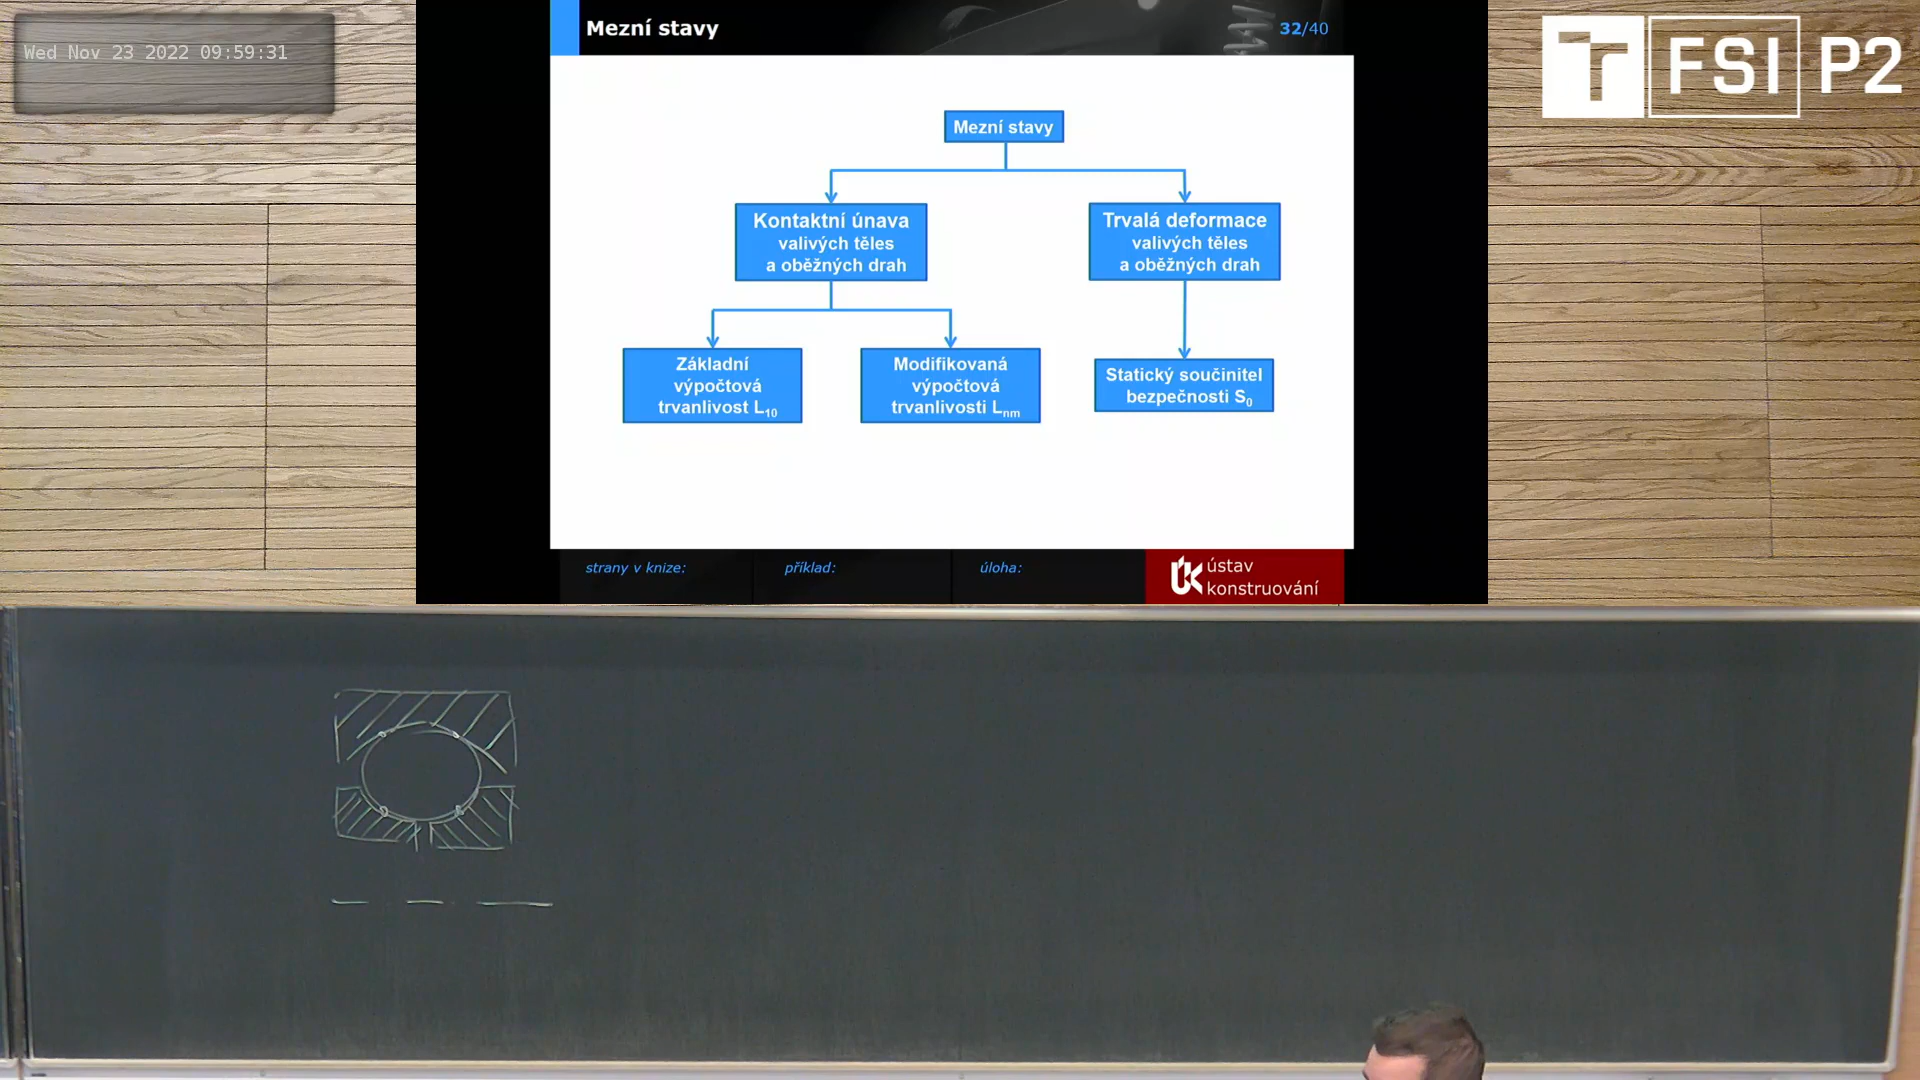 Wed Nov 23 2022 09:59:31
Mezní stavy
32/40
FSI P2
Mezní stavy
Kontaktní únava
valivých těles
a oběžných drah
Trvalá deformace
valivých těles
a oběžných drah
Základní
výpočtová
trvanlivost L10
Modifikovaná
výpočtová
trvanlivosti Lnm
Statický součinitel
bezpečnosti S0
strany v knize:
příklad:
úloha:
ústav
konstruování